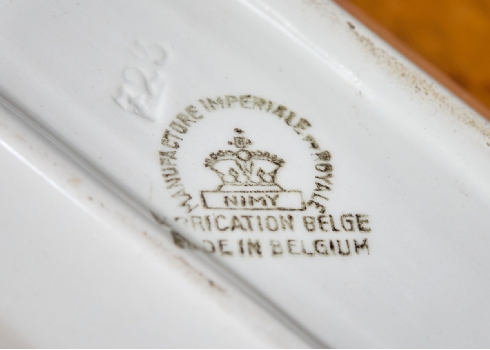 MANUFACTURE IMPERIALE & ROYALE
NIMY
FABRICATION BELGE
MADE IN BELGIUM